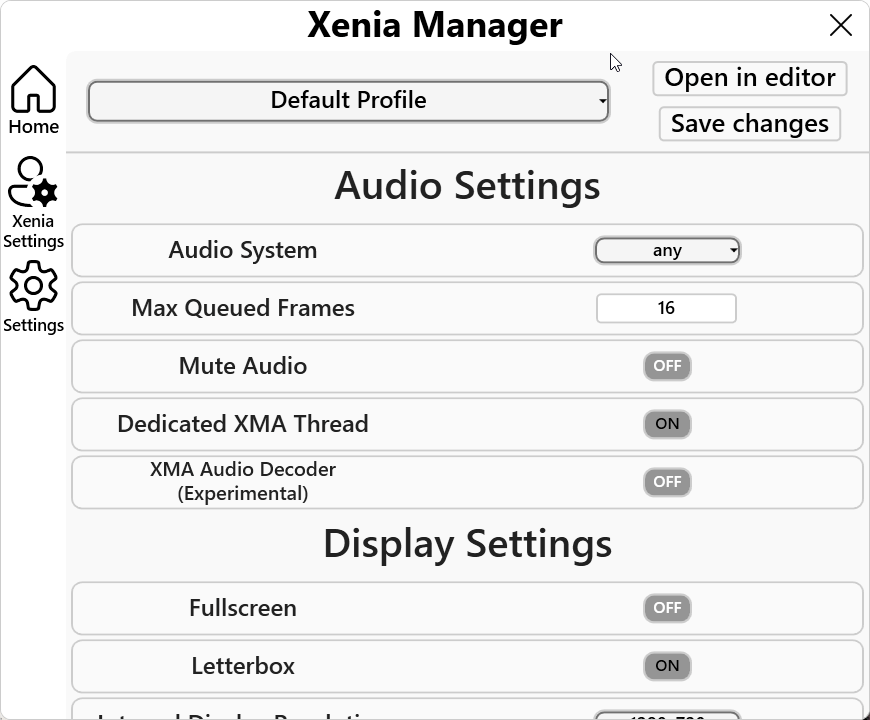 Xenia Manager
Home
Xenia
Settings
Settings
Default Profile
Open in editor
Save changes
Audio Settings
Audio System any
Max Queued Frames 16
Mute Audio OFF
Dedicated XMA Thread ON
XMA Audio Decoder
(Experimental) OFF
Display Settings
Fullscreen OFF
Letterbox ON